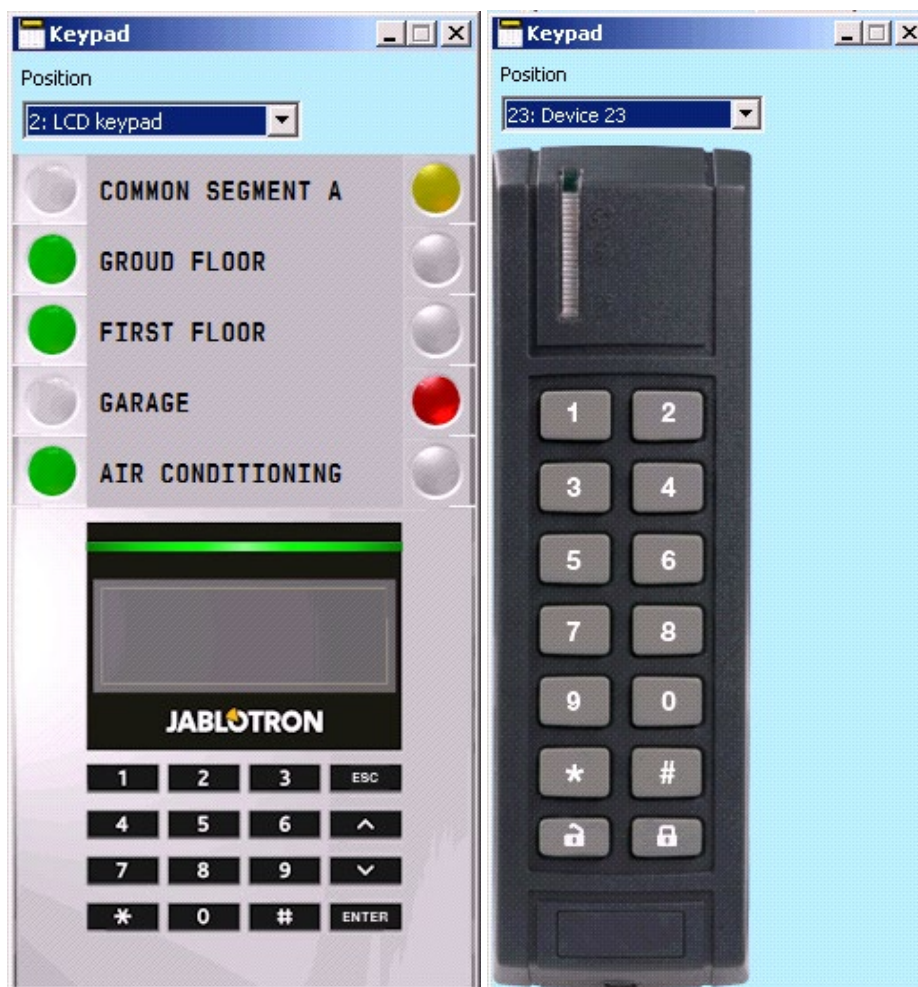 Keypad
Position
2: LCD keypad
COMMON SEGMENT A
GROUD FLOOR
FIRST FLOOR
GARAGE
AIR CONDITIONING
JABLOTRON
1 2 3 ESC
4 5 6
7 8 9
* 0 # ENTER
Keypad
Position
23: Device 23
1 2
3 4
5 6
7 8
9 0
* #